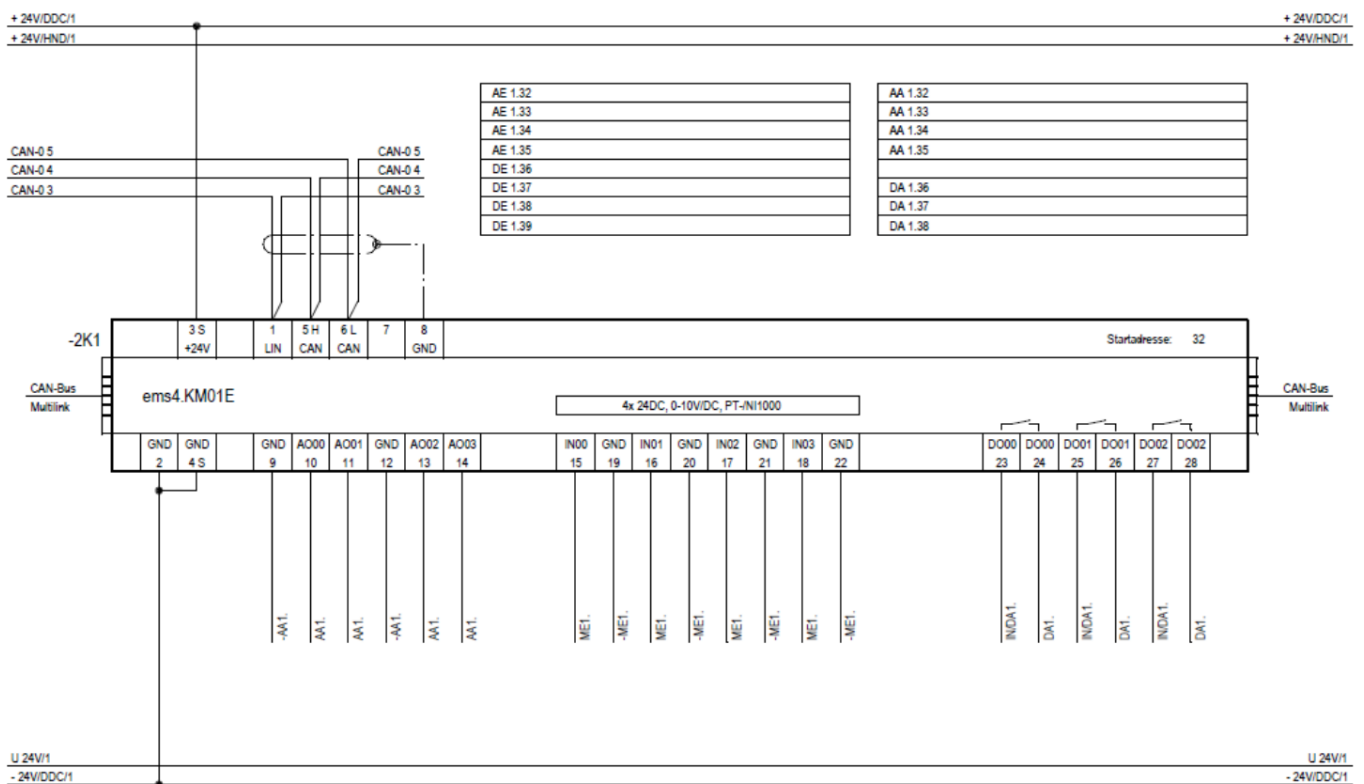 + 24V/DDC/1 + 24V/DDC/1
+ 24V/HND/1 + 24V/HND/1
AE 1.32 AA 1.32
AE 1.33 AA 1.33
AE 1.34 AA 1.34
AE 1.35 AA 1.35
DE 1.36
DE 1.37 DA 1.36
DE 1.38 DA 1.37
DE 1.39 DA 1.38
CAN-0 5 CAN-0 5
CAN-0 4 CAN-0 4
CAN-0 3 CAN-0 3
-2K1
3 S 1 5 H 6 L 7 8
+24V LIN CAN CAN GND
Startadresse: 32
CAN-Bus
Multilink
ems4.KM01E
4x 24DC, 0-10V/DC, PT-/NI1000
CAN-Bus
Multilink
GND GND GND AO00 AO01 GND AO02 AO03 IN00 GND IN01 GND IN02 GND IN03 GND DO00 DO00 DO01 DO01 DO02 DO02
2 4 S 9 10 11 12 13 14 15 19 16 20 17 21 18 22 23 24 25 26 27 28
-AA1. AA1. AA1. -AA1. AA1. AA1. ME1. -ME1. ME1. -ME1. ME1. -ME1. ME1. -ME1. IN/DA1. DA1. IN/DA1. DA1. IN/DA1. DA1.
U 24V/1 U 24V/1
- 24V/DDC/1 - 24V/DDC/1